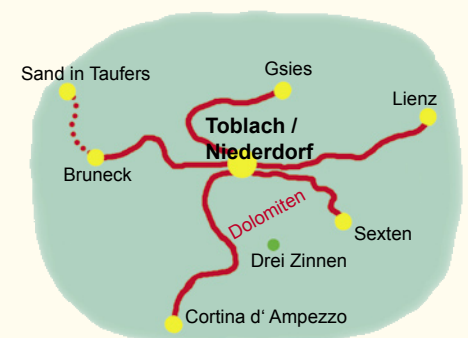 Sand in Taufers
Gsies
Lienz
Toblach /
Niederdorf
Bruneck
Dolomiten
Sexten
Drei Zinnen
Cortina d‘ Ampezzo